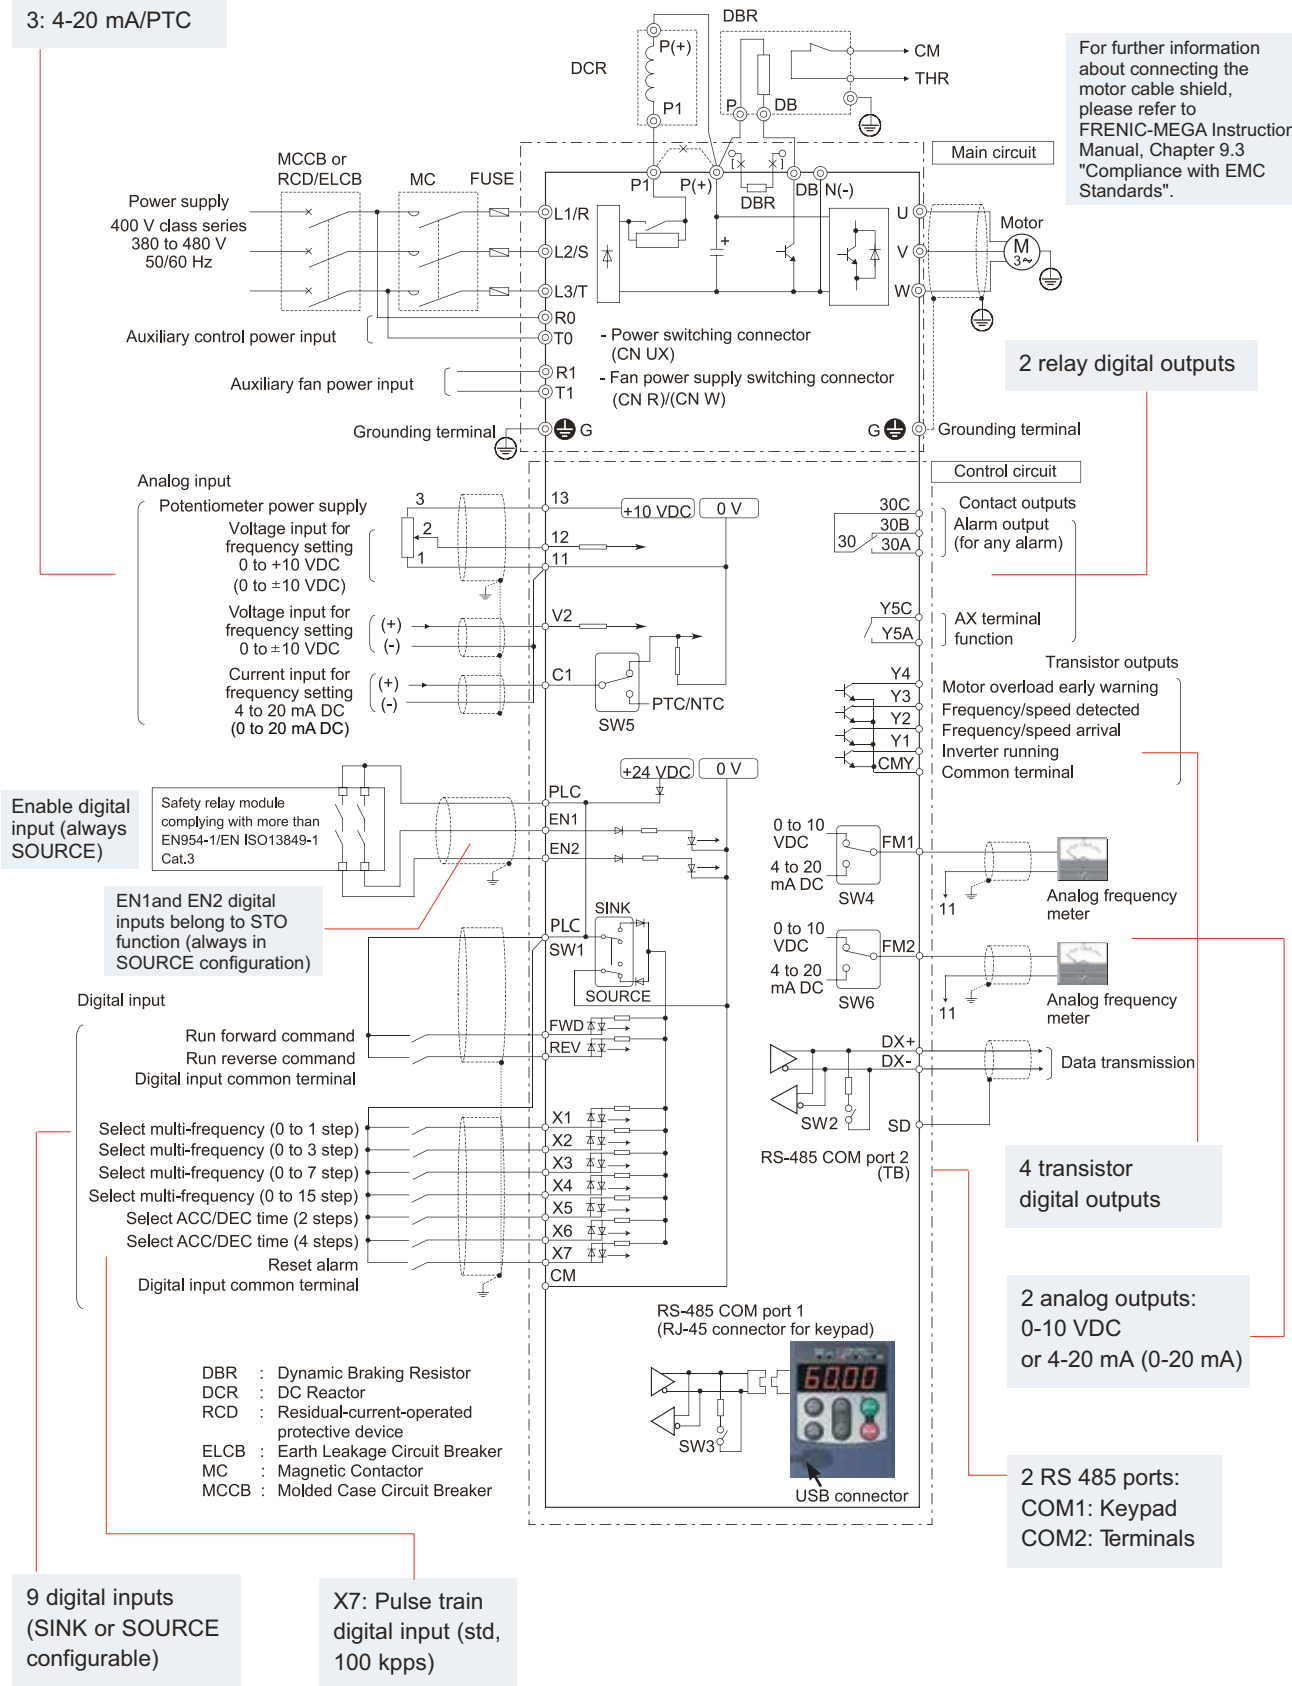 3: 4-20 mA/PTC
DBR
P(+)
DCR
P1
CM
THR
P
DB
For further information
about connecting the
motor cable shield,
please refer to
FRENIC-MEGA Instruction
Manual, Chapter 9.3
"Compliance with EMC
Standards".
Main circuit
MCCB or
RCD/ELCB
MC
FUSE
P1
P(+)
DBR
DB
N(-)
Power supply
400 V class series
380 to 480 V
50/60 Hz
L1/R
L2/S
L3/T
U
V
W
Motor
M
3~
Auxiliary control power input
R0
T0
- Power switching connector
(CN UX)
Auxiliary fan power input
R1
T1
- Fan power supply switching connector
(CN R)/(CN W)
2 relay digital outputs
Grounding terminal
G
G
Grounding terminal
Control circuit
Analog input
Potentiometer power supply
Voltage input for
frequency setting
0 to +10 VDC
(0 to ±10 VDC)
3
2
1
13
12
11
+10 VDC
0 V
30C
30B
30A
30
Contact outputs
Alarm output
(for any alarm)
Voltage input for
frequency setting
0 to ±10 VDC
(+)
(-)
V2
Y5C
Y5A
AX terminal
function
Current input for
frequency setting
4 to 20 mA DC
(0 to 20 mA DC)
(+)
(-)
C1
PTC/NTC
SW5
Transistor outputs
Y4
Motor overload early warning
Y3
Frequency/speed detected
Y2
Frequency/speed arrival
Y1
Inverter running
CMY
Common terminal
+24 VDC
0 V
Enable digital
input (always
SOURCE)
Safety relay module
complying with more than
EN954-1/EN ISO13849-1
Cat.3
PLC
EN1
EN2
0 to 10
VDC
4 to 20
mA DC
SW4
FM1
11
Analog frequency
meter
EN1and EN2 digital
inputs belong to STO
function (always in
SOURCE configuration)
PLC
SW1
SINK
SOURCE
0 to 10
VDC
4 to 20
mA DC
SW6
FM2
11
Analog frequency
meter
Digital input
Run forward command
FWD
Run reverse command
REV
Digital input common terminal
DX+
DX-
Data transmission
SW2
SD
RS-485 COM port 2
(TB)
Select multi-frequency (0 to 1 step)
X1
Select multi-frequency (0 to 3 step)
X2
Select multi-frequency (0 to 7 step)
X3
Select multi-frequency (0 to 15 step)
X4
Select ACC/DEC time (2 steps)
X5
Select ACC/DEC time (4 steps)
X6
Reset alarm
X7
Digital input common terminal
CM
4 transistor
digital outputs
2 analog outputs:
0-10 VDC
or 4-20 mA (0-20 mA)
RS-485 COM port 1
(RJ-45 connector for keypad)
60.00
SW3
USB connector
DBR : Dynamic Braking Resistor
DCR : DC Reactor
RCD : Residual-current-operated
protective device
ELCB : Earth Leakage Circuit Breaker
MC : Magnetic Contactor
MCCB : Molded Case Circuit Breaker
2 RS 485 ports:
COM1: Keypad
COM2: Terminals
9 digital inputs
(SINK or SOURCE
configurable)
X7: Pulse train
digital input (std,
100 kpps)